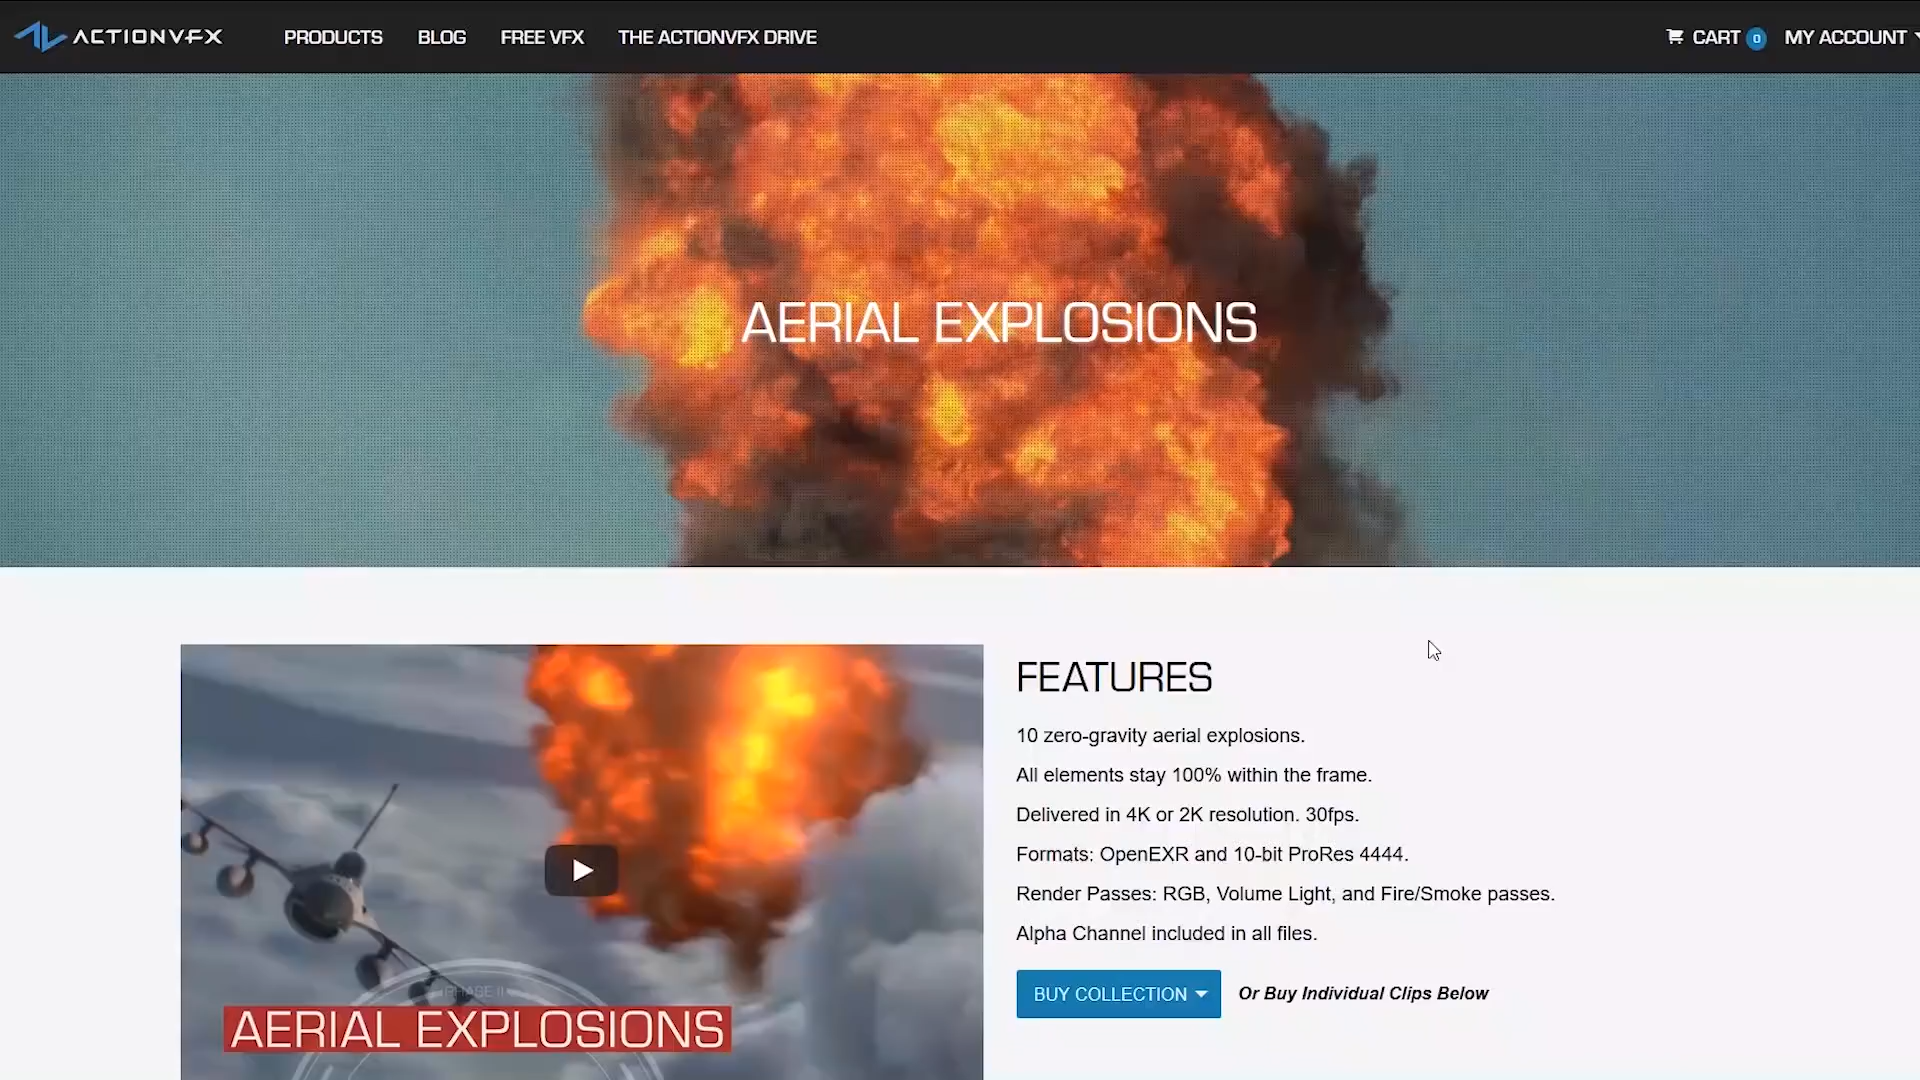 ACTIONVFX PRODUCTS BLOG FREE VFX THE ACTIONVFX DRIVE CART 0 MY ACCOUNT
AERIAL EXPLOSIONS
FEATURES
10 zero-gravity aerial explosions.
All elements stay 100% within the frame.
Delivered in 4K or 2K resolution. 30fps.
Formats: OpenEXR and 10-bit ProRes 4444.
Render Passes: RGB, Volume Light, and Fire/Smoke passes.
Alpha Channel included in all files.
BUY COLLECTION Or Buy Individual Clips Below
PHASE II
AERIAL EXPLOSIONS